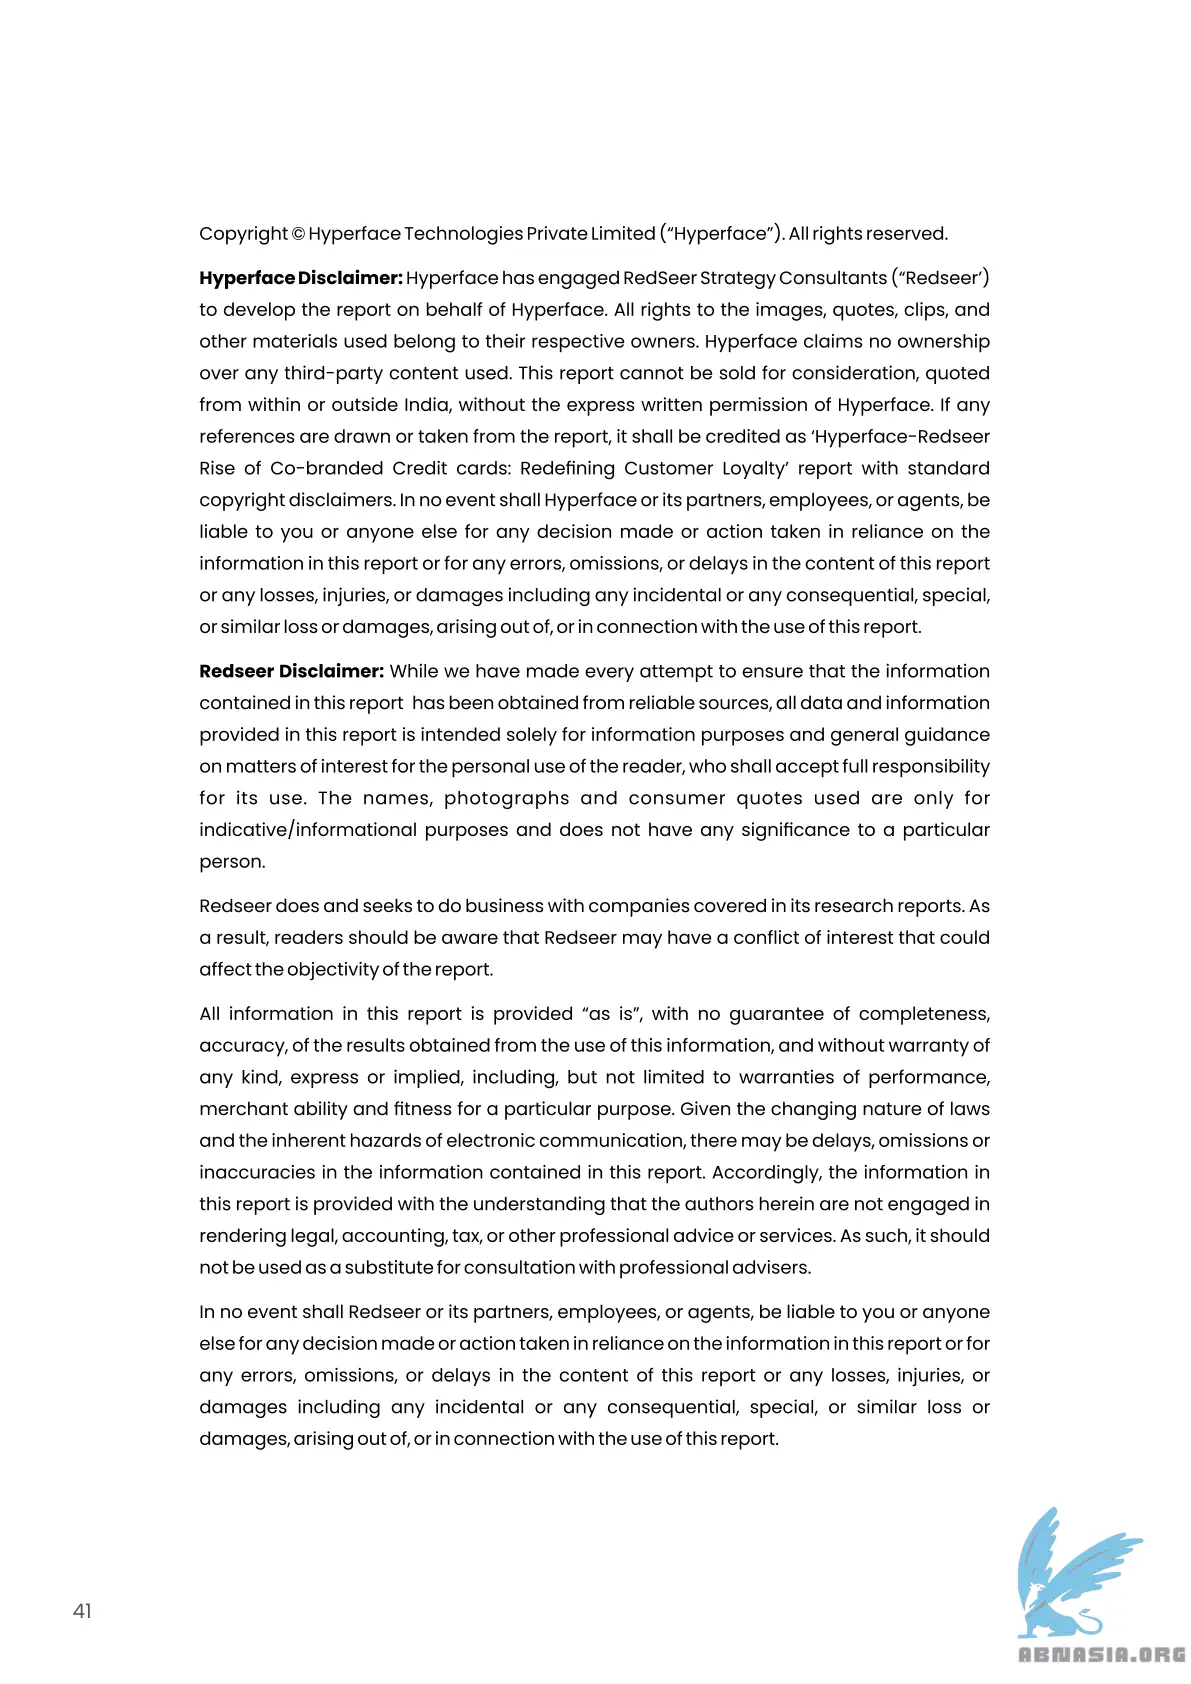 Copyright © Hyperface Technologies Private Limited (“Hyperface”). All rights reserved.
Hyperface Disclaimer: Hyperface has engaged RedSeer Strategy Consultants (“Redseer’)
to develop the report on behalf of Hyperface. All rights to the images, quotes, clips, and
other materials used belong to their respective owners. Hyperface claims no ownership
over any third-party content used. This report cannot be sold for consideration, quoted
from within or outside India, without the express written permission of Hyperface. If any
references are drawn or taken from the report, it shall be credited as ‘Hyperface-Redseer
Rise of Co-branded Credit cards: Redefining Customer Loyalty’ report with standard
copyright disclaimers. In no event shall Hyperface or its partners, employees, or agents, be
liable to you or anyone else for any decision made or action taken in reliance on the
information in this report or for any errors, omissions, or delays in the content of this report
or any losses, injuries, or damages including any incidental or any consequential, special,
or similar loss or damages, arising out of, or in connection with the use of this report.
Redseer Disclaimer: While we have made every attempt to ensure that the information
contained in this report has been obtained from reliable sources, all data and information
provided in this report is intended solely for information purposes and general guidance
on matters of interest for the personal use of the reader, who shall accept full responsibility
for its use. The names, photographs and consumer quotes used are only for
indicative/informational purposes and does not have any significance to a particular
person.
Redseer does and seeks to do business with companies covered in its research reports. As
a result, readers should be aware that Redseer may have a conflict of interest that could
affect the objectivity of the report.
All information in this report is provided “as is”, with no guarantee of completeness,
accuracy, of the results obtained from the use of this information, and without warranty of
any kind, express or implied, including, but not limited to warranties of performance,
merchant ability and fitness for a particular purpose. Given the changing nature of laws
and the inherent hazards of electronic communication, there may be delays, omissions or
inaccuracies in the information contained in this report. Accordingly, the information in
this report is provided with the understanding that the authors herein are not engaged in
rendering legal, accounting, tax, or other professional advice or services. As such, it should
not be used as a substitute for consultation with professional advisers.
In no event shall Redseer or its partners, employees, or agents, be liable to you or anyone
else for any decision made or action taken in reliance on the information in this report or for
any errors, omissions, or delays in the content of this report or any losses, injuries, or
damages including any incidental or any consequential, special, or similar loss or
damages, arising out of, or in connection with the use of this report.
41
ABNASIA.ORG